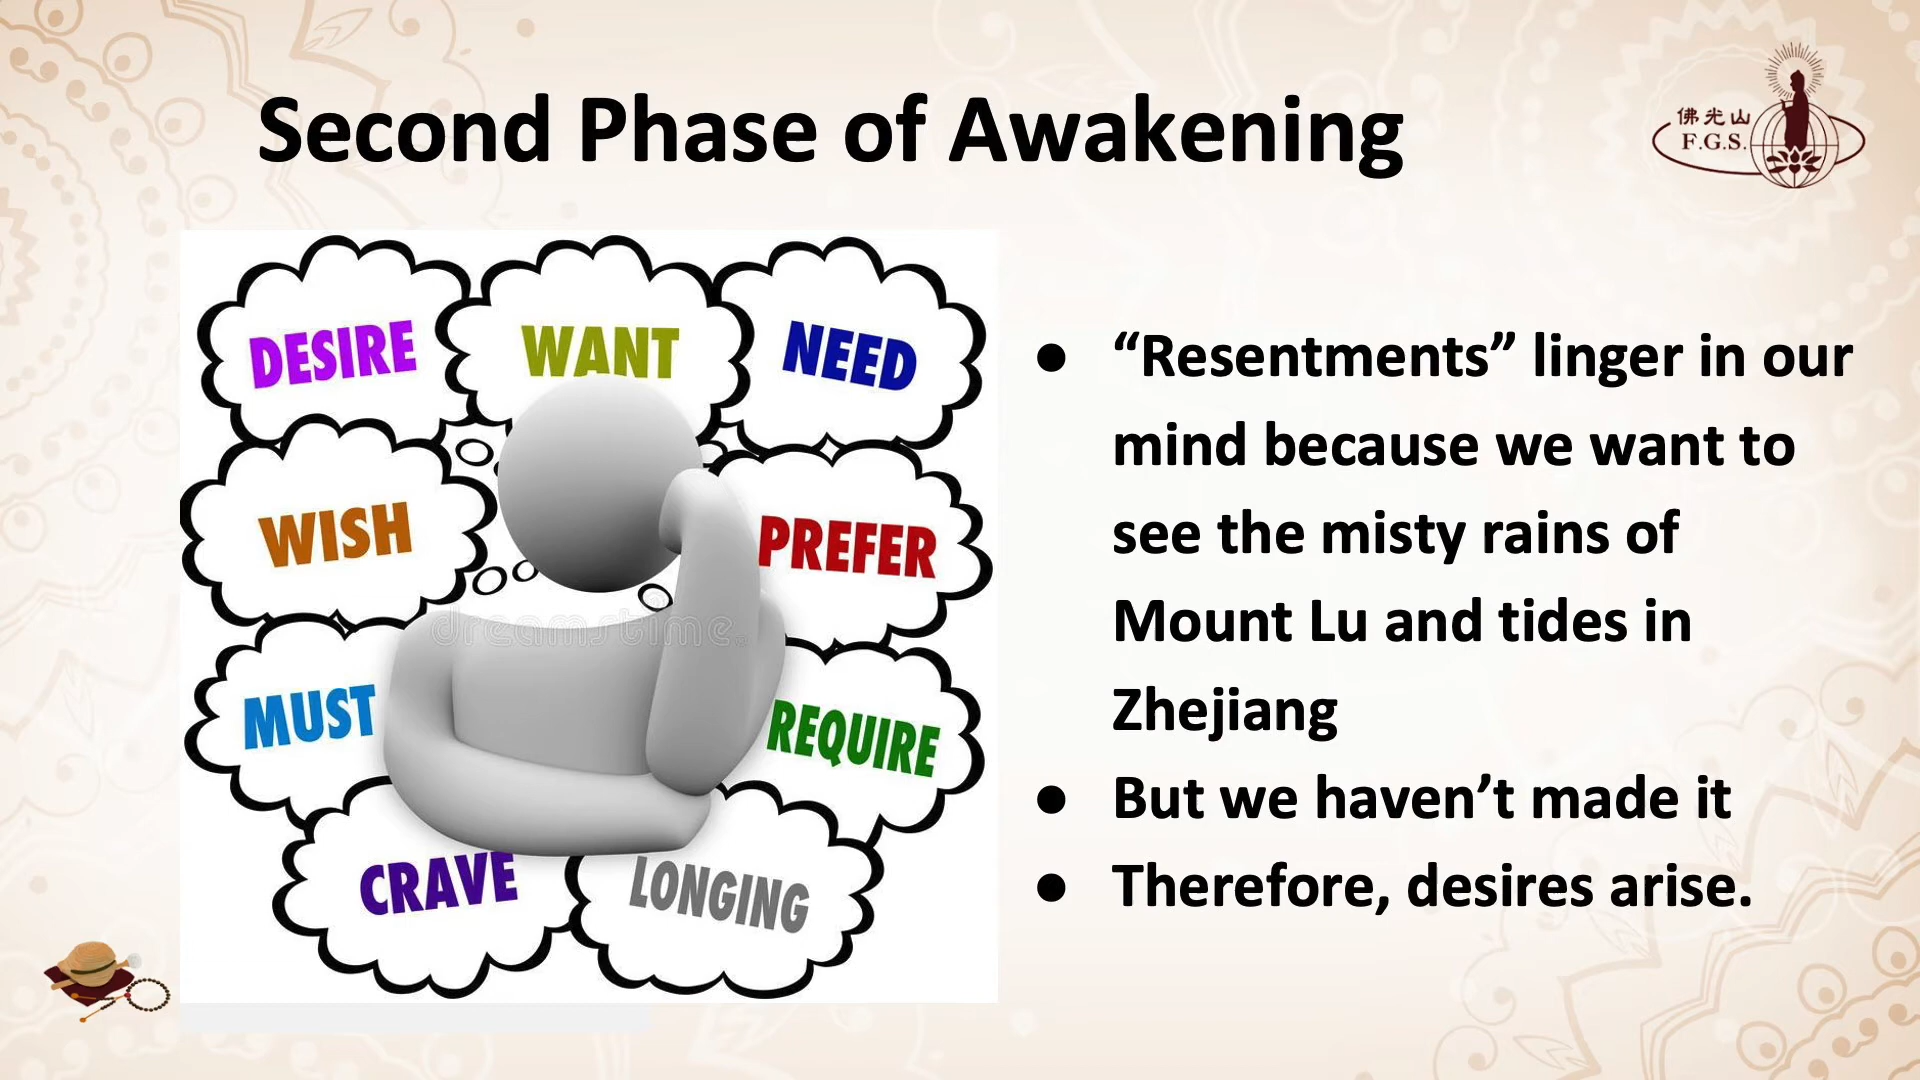 Second Phase of Awakening
佛光山
F.G.S.
DESIRE
WANT
NEED
WISH
PREFER
dreamstime
MUST
REQUIRE
CRAVE
LONGING
● “Resentments” linger in our
mind because we want to
see the misty rains of
Mount Lu and tides in
Zhejiang
● But we haven’t made it
● Therefore, desires arise.